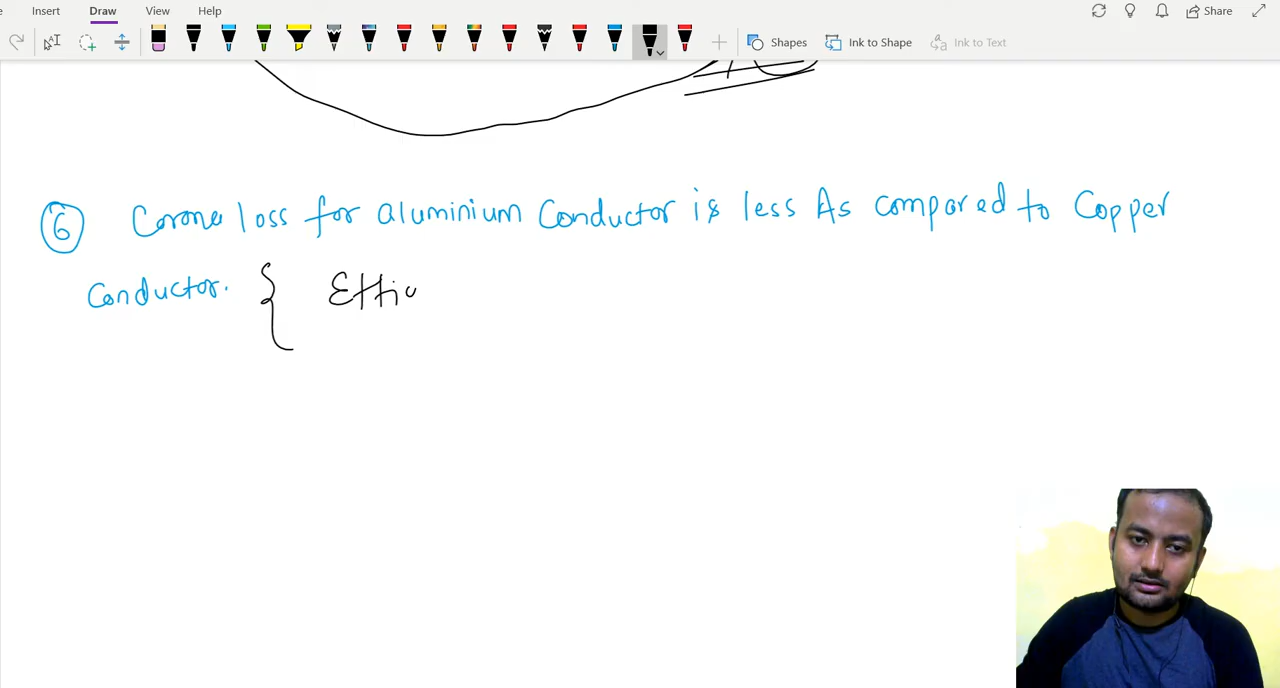 Insert Draw View Help Share
Shapes Ink to Shape Ink to Text
6 Corona loss for aluminium Conductor is less As compared to Copper
Conductor. { Effic